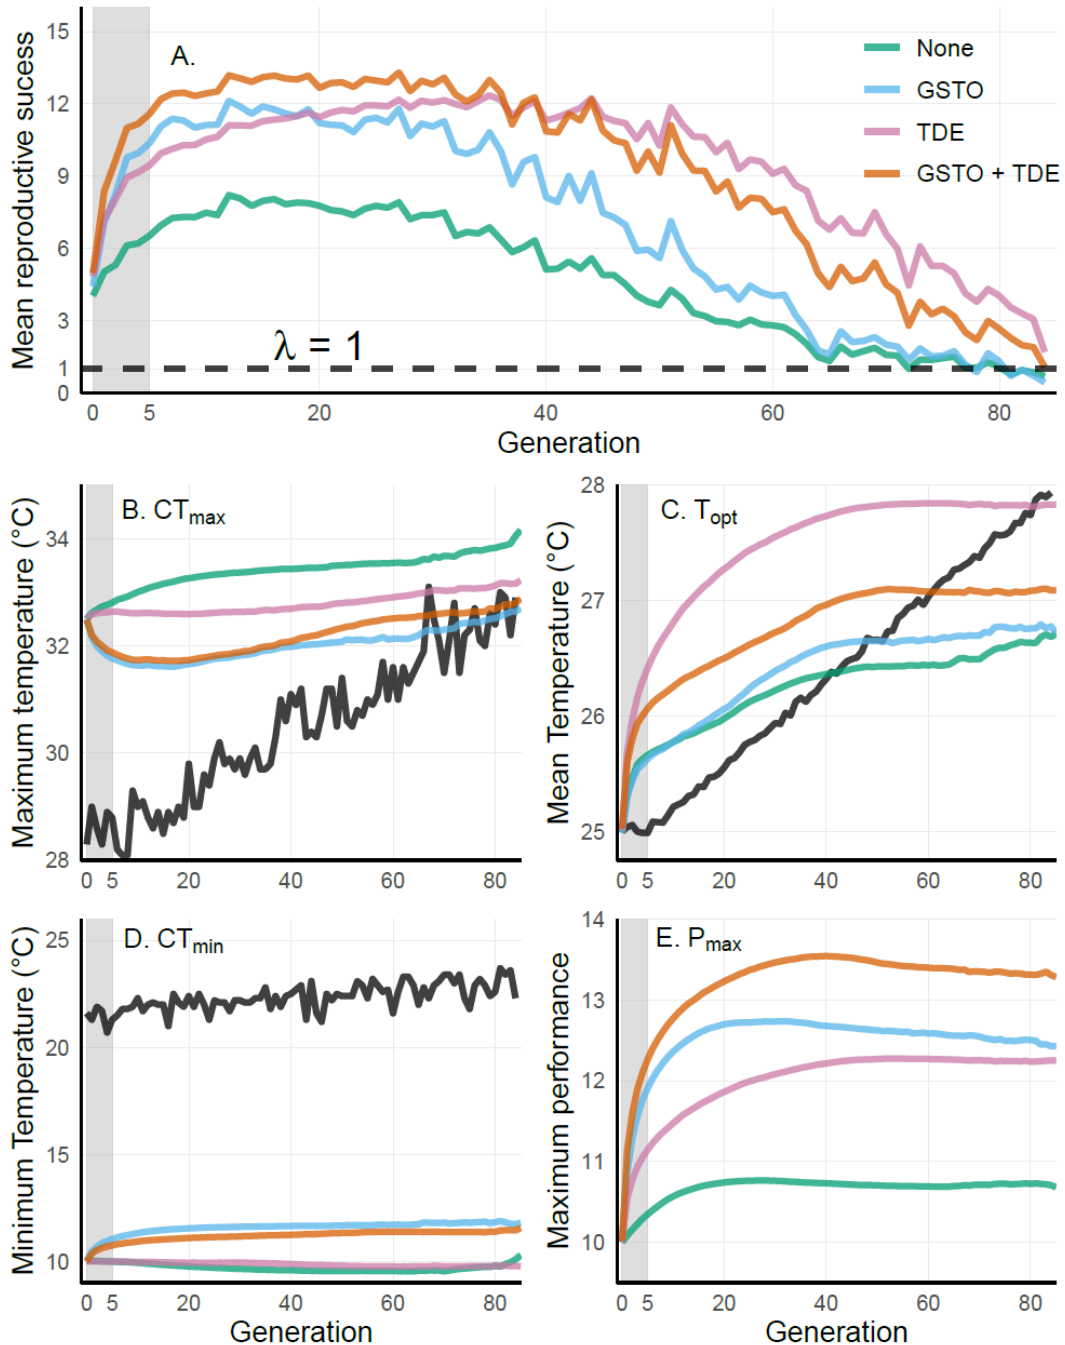 A.
Mean reproductive success
15
12
9
6
3
1
0
λ = 1
None
GSTO
TDE
GSTO + TDE
0 5 20 40 60 80
Generation
B. CTmax
Maximum temperature (°C)
34
32
30
28
0 5 20 40 60 80
C. Topt
Mean Temperature (°C)
28
27
26
25
0 5 20 40 60 80
D. CTmin
Minimum Temperature (°C)
25
20
15
10
0 5 20 40 60 80
Generation
E. Pmax
Maximum performance
14
13
12
11
10
0 5 20 40 60 80
Generation